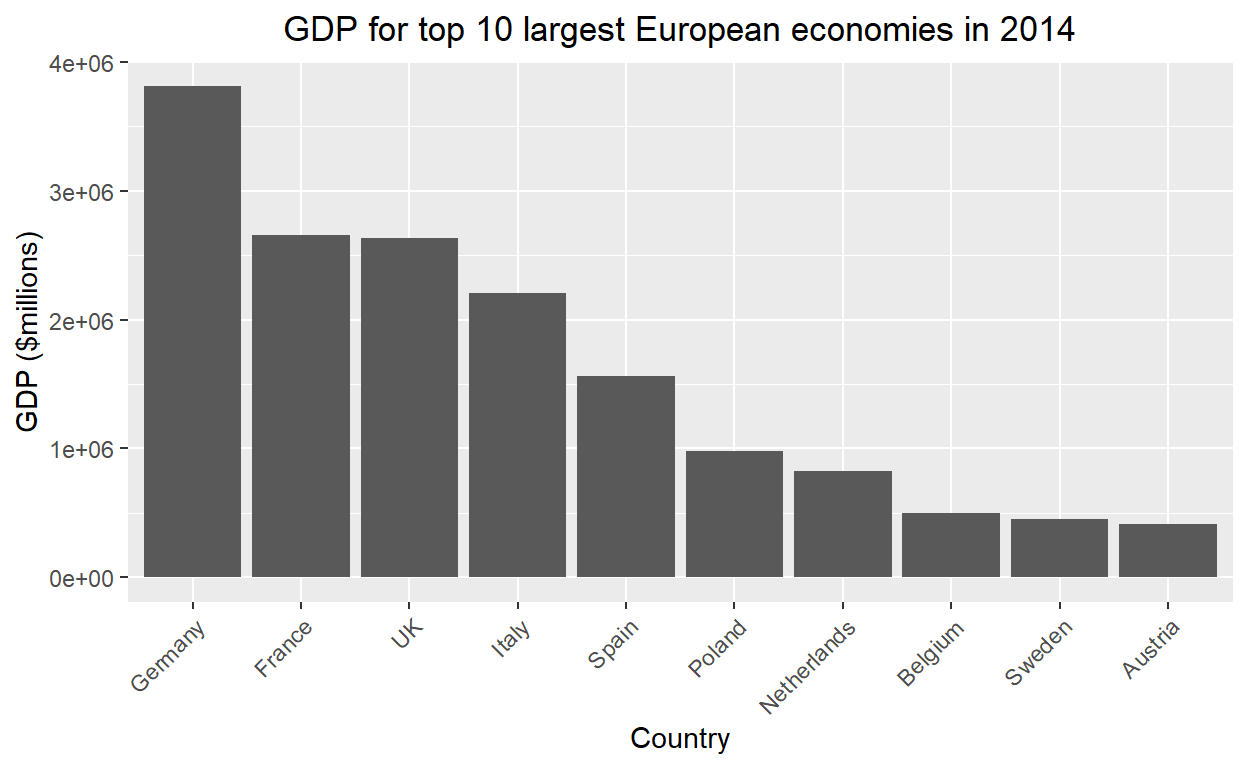 GDP for top 10 largest European economies in 2014
GDP ($millions)
4e+06
3e+06
2e+06
1e+06
0e+00
Germany
France
UK
Italy
Spain
Poland
Netherlands
Belgium
Sweden
Austria
Country